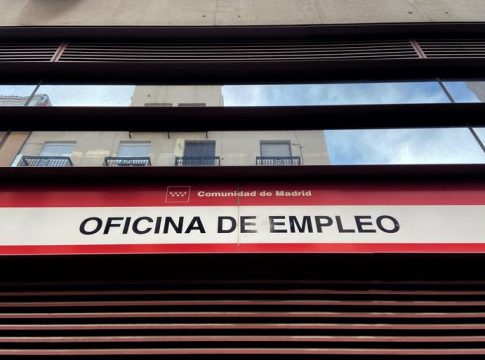 Comunidad de Madrid
OFICINA DE EMPLEO